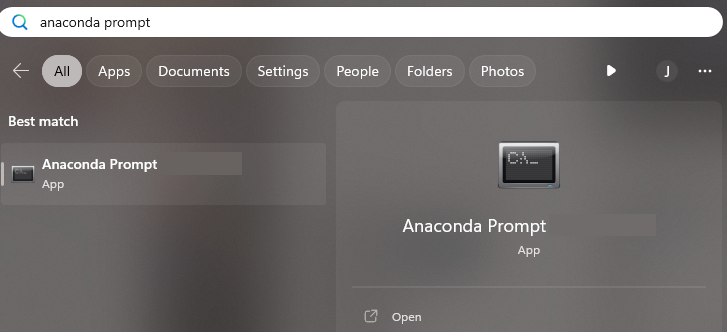 anaconda prompt
All Apps Documents Settings People Folders Photos J
Best match
Anaconda Prompt
App
C:\_
Anaconda Prompt
App
Open